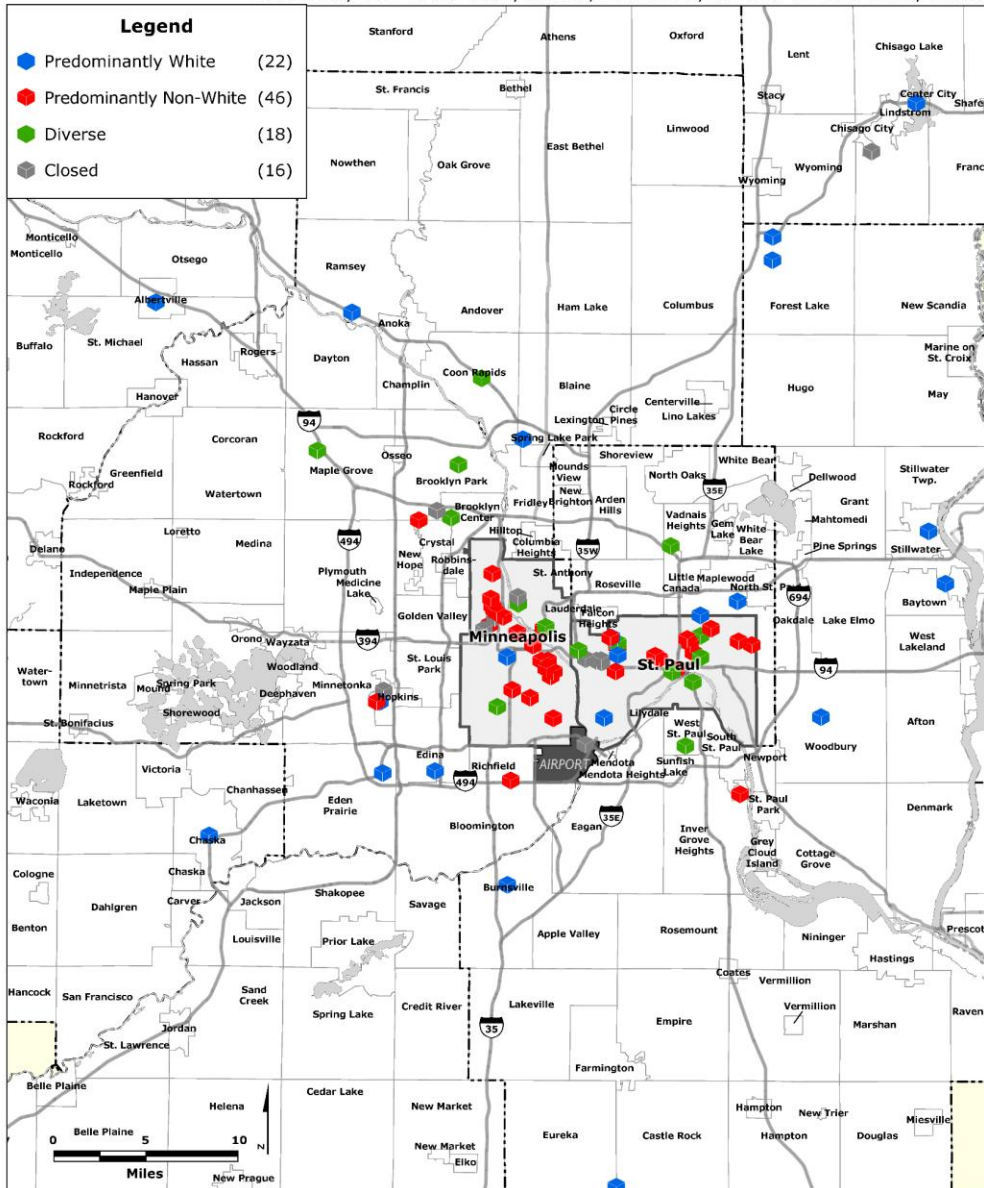 Legend
Predominantly White (22)
Predominantly Non-White (46)
Diverse (18)
Closed (16)
Stanford
Athens
Oxford
Lent
Chisago Lake
St. Francis
Bethel
Stacy
Center City
Lindstrom
Shafe
Chisago City
Linwood
East Bethel
Nowthen
Oak Grove
Wyoming
Wyoming
Franc
Monticello
Monticello
Otsego
Ramsey
Albertville
Andover
Ham Lake
Columbus
Forest Lake
New Scandia
Anoka
Buffalo
St. Michael
Hassan
Rogers
Dayton
Marine on
St. Croix
Champlin
Coon Rapids
Blaine
Hugo
May
Hanover
Centerville
Lino Lakes
Circle
Pines
Lexington
Rockford
Corcoran
94
Spring Lake Park
Maple Grove
Osseo
Shoreview
White Bear
Greenfield
Rockford
Brooklyn Park
Mounds
View
North Oaks
Dellwood
Stillwater
Twp.
Watertown
35E
Grant
New
Brighton
Arden
Hills
Fridley
Brooklyn
Center
Vadnais
Heights
Mahtomedi
Loretto
Medina
494
Crystal
Hilltop
Columbia
Heights
35W
Gem
Lake
White
Bear
Lake
Pine Springs
Stillwater
Delano
New
Hope
Robbins-
dale
St. Anthony
Independence
Plymouth
Medicine
Lake
Roseville
Little
Canada
Maplewood
North St. Paul
694
Baytown
Maple Plain
Golden Valley
Lauderdale
Falcon
Heights
Oakdale
Lake Elmo
Orono
Wayzata
394
Minneapolis
West
Lakeland
Water-
town
Woodland
St. Louis
Park
St. Paul
94
Minnetrista
Mound
Spring Park
Deephaven
Minnetonka
Hopkins
Shorewood
St. Bonifacius
Lilydale
West
St. Paul
South
St. Paul
Afton
Woodbury
Victoria
Edina
Richfield
AIRPORT
Mendota
Mendota Heights
Sunfish
Lake
Newport
Chanhassen
494
Waconia
Laketown
Eden
Prairie
St. Paul
Park
Denmark
Bloomington
Eagan
35E
Inver
Grove
Heights
Grey
Cloud
Island
Cottage
Grove
Chaska
Cologne
Chaska
Burnsville
Carver
Jackson
Shakopee
Savage
Dahlgren
Benton
Louisville
Prior Lake
Apple Valley
Rosemount
Nininger
Prescot
Hastings
Coates
Vermillion
Hancock
San Francisco
Sand
Creek
Spring Lake
Credit River
Lakeville
Vermillion
Marshan
Raven
Jordan
35
Empire
St. Lawrence
Farmington
Belle Plaine
Cedar Lake
Helena
New Market
Hampton
New Trier
Miesville
Belle Plaine
Eureka
Castle Rock
Hampton
Douglas
0 5 10
Miles
Z
New Market
Elko
New Prague